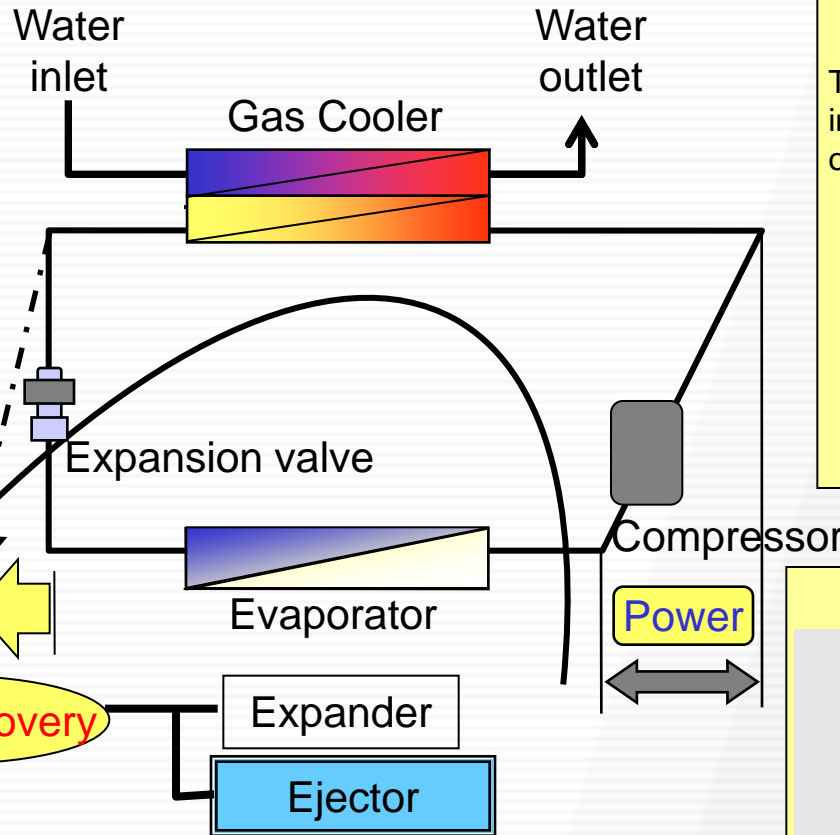 Water
inlet
Water
outlet
Gas Cooler
Expansion valve
Compressor
Evaporator
Power
overy
Expander
Ejector